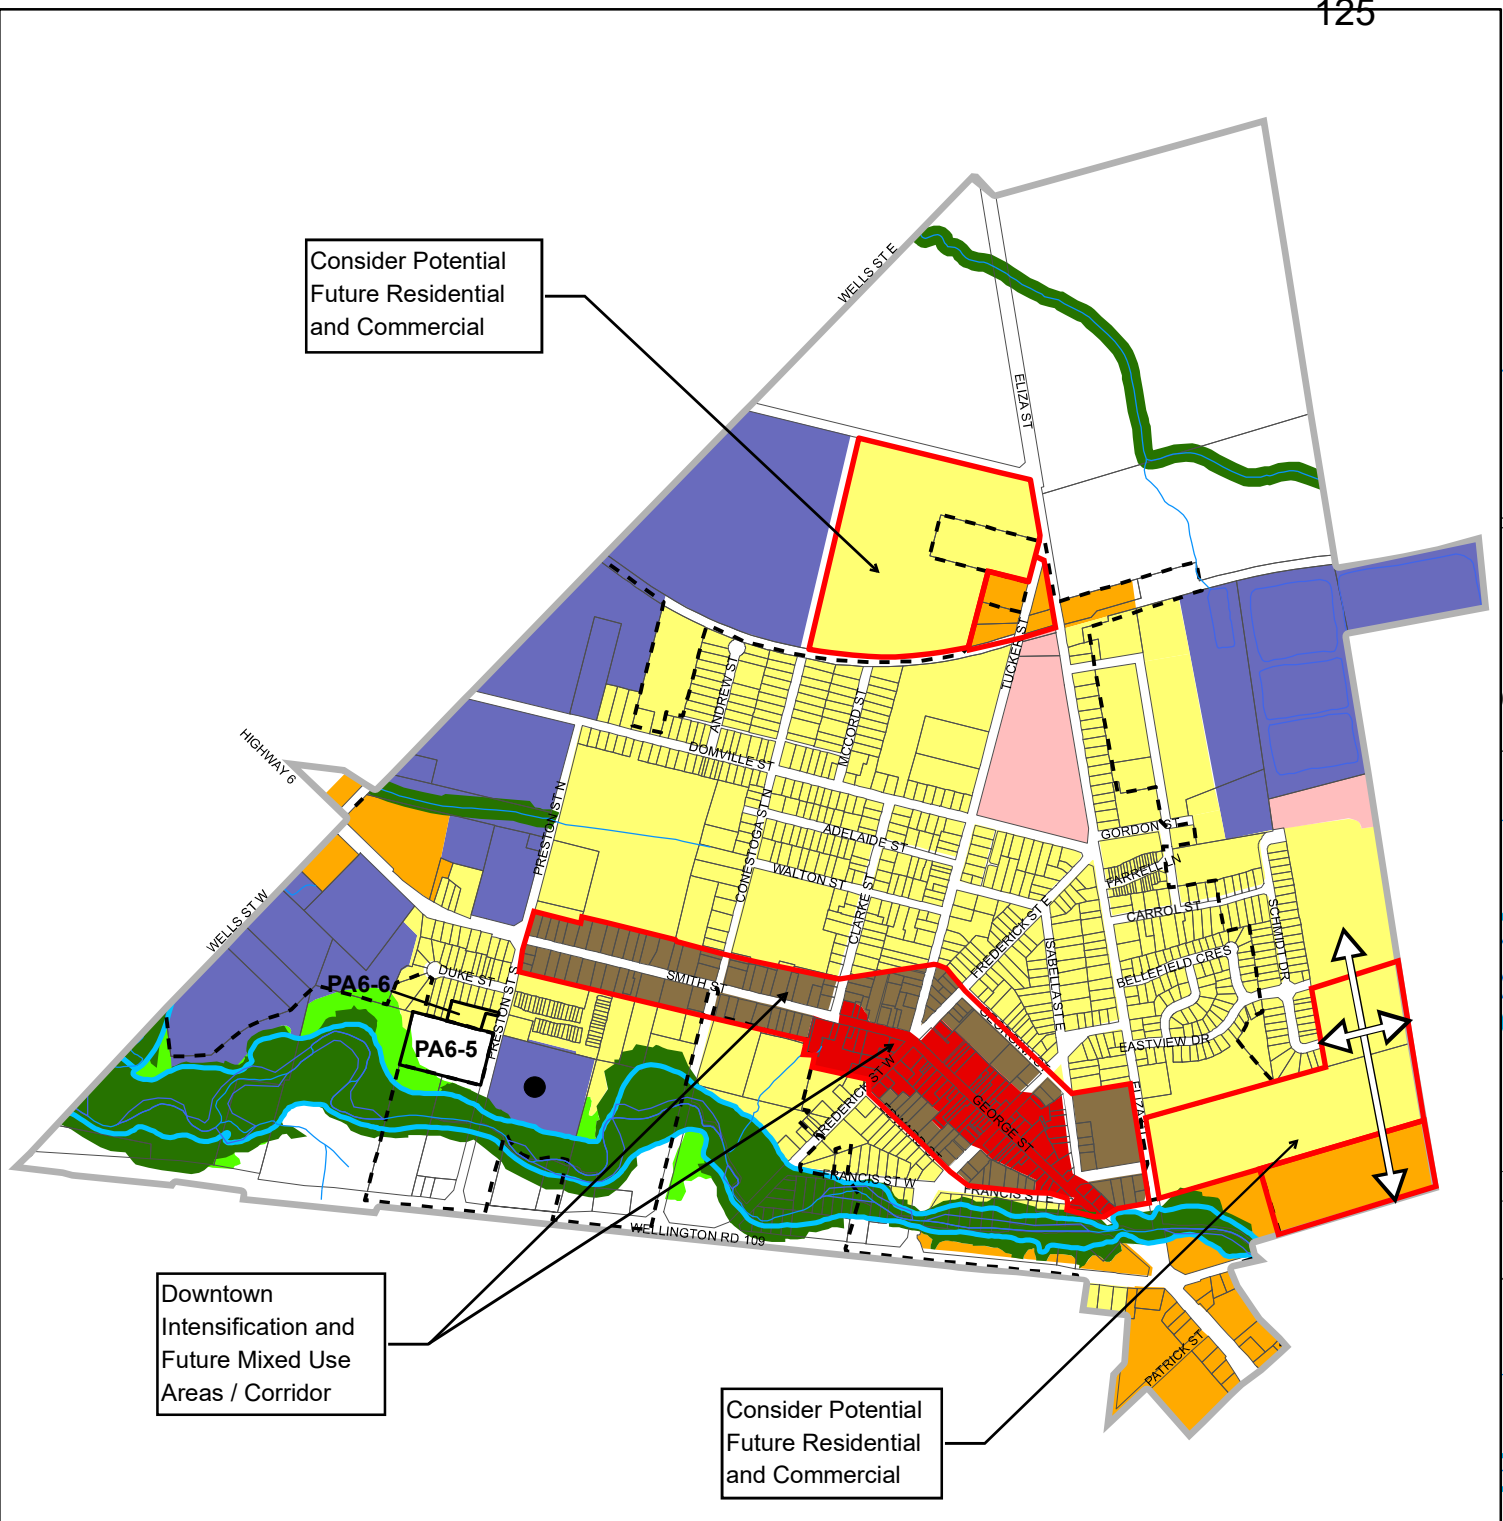 125
Consider Potential
Future Residential
and Commercial
WELLS ST E
ELIZA ST
TUCKER ST
ANDREW ST
MCCORD ST
DOMVILLE ST
HIGHWAY 6
PRESTON ST N
CONESTOGA ST N
ADELAIDE ST
GORDON ST
WALTON ST
FARRELL LN
CLARKE ST
CARROL ST
WELLS ST W
FREDERICK ST E
SCHMIDT DR
ISABELLA ST E
BELLEFIELD CRES
DUKE ST
SMITH ST
PA6-6
PRESTON ST S
EASTVIEW DR
PA6-5
FREDERICK ST W
GEORGE ST
ELIZA
FRANCIS ST W
FRANCIS ST E
WELLINGTON RD 109
PATRICK ST
Downtown
Intensification and
Future Mixed Use
Areas / Corridor
Consider Potential
Future Residential
and Commercial